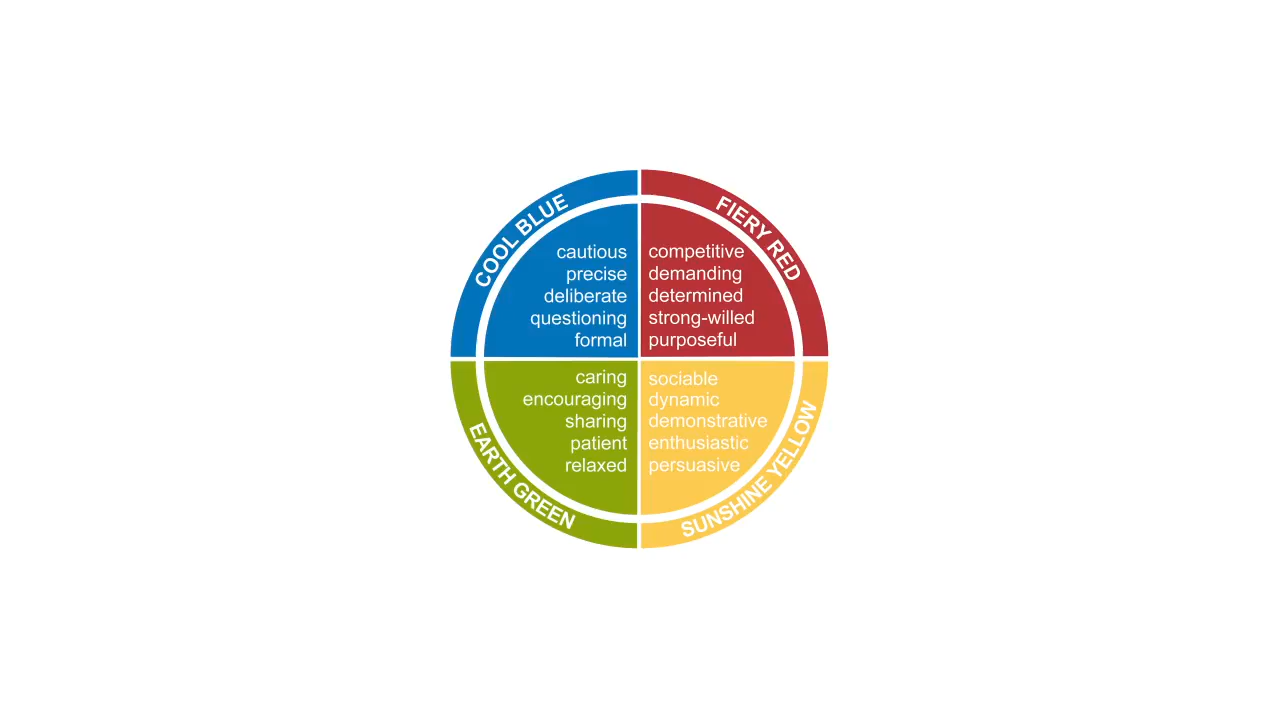 COOL BLUE
cautious
precise
deliberate
questioning
formal
FIERY RED
competitive
demanding
determined
strong-willed
purposeful
EARTH GREEN
caring
encouraging
sharing
patient
relaxed
SUNSHINE YELLOW
sociable
dynamic
demonstrative
enthusiastic
persuasive